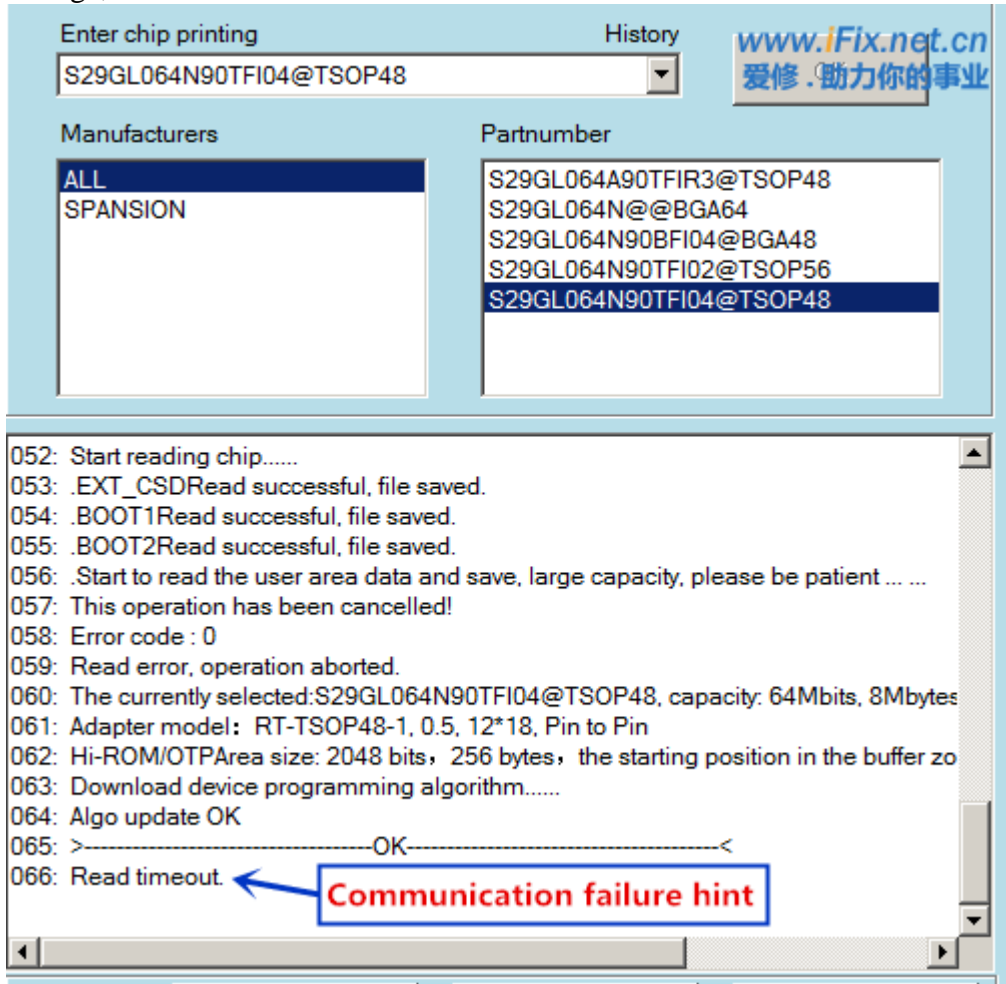 Enter chip printing
History
www.iFix.net.cn
S29GL064N90TFI04@TSOP48
爱修 . 助力你的事业
Manufacturers
Partnumber
ALL
SPANSION
S29GL064A90TFIR3@TSOP48
S29GL064N@@BGA64
S29GL064N90BFI04@BGA48
S29GL064N90TFI02@TSOP56
S29GL064N90TFI04@TSOP48
052: Start reading chip......
053: .EXT_CSDRead successful, file saved.
054: .BOOT1Read successful, file saved.
055: .BOOT2Read successful, file saved.
056: .Start to read the user area data and save, large capacity, please be patient ... ...
057: This operation has been cancelled!
058: Error code : 0
059: Read error, operation aborted.
060: The currently selected:S29GL064N90TFI04@TSOP48, capacity: 64Mbits, 8Mbytes
061: Adapter model：RT-TSOP48-1, 0.5, 12*18, Pin to Pin
062: Hi-ROM/OTPArea size: 2048 bits，256 bytes，the starting position in the buffer zo
063: Download device programming algorithm......
064: Algo update OK
065: >-----------------------------------OK--------------------------------------<
066: Read timeout.
Communication failure hint